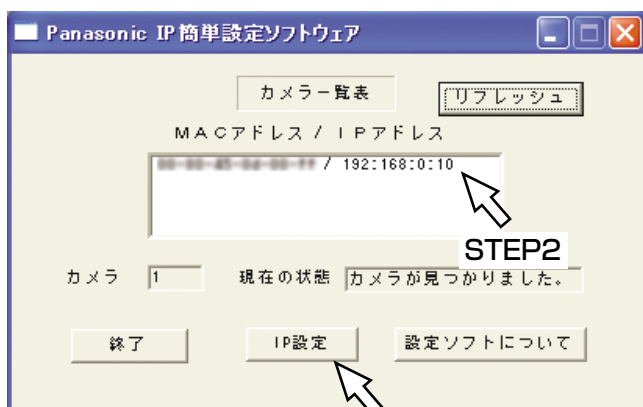 Panasonic IP簡単設定ソフトウェア
カメラ一覧表 リフレッシュ
MACアドレス / IPアドレス
/ 192:168:0:10
STEP2
カメラ 1 現在の状態 カメラが見つかりました。
終了 IP設定 設定ソフトについて